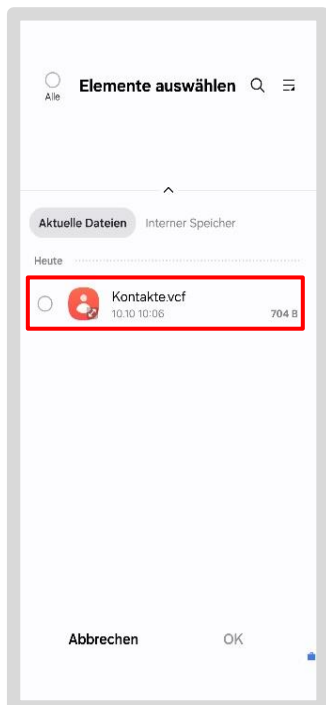 Alle
Elemente auswählen
Aktuelle Dateien
Interner Speicher
Heute
Kontakte.vcf
10.10 10:06
704 B
Abbrechen
OK